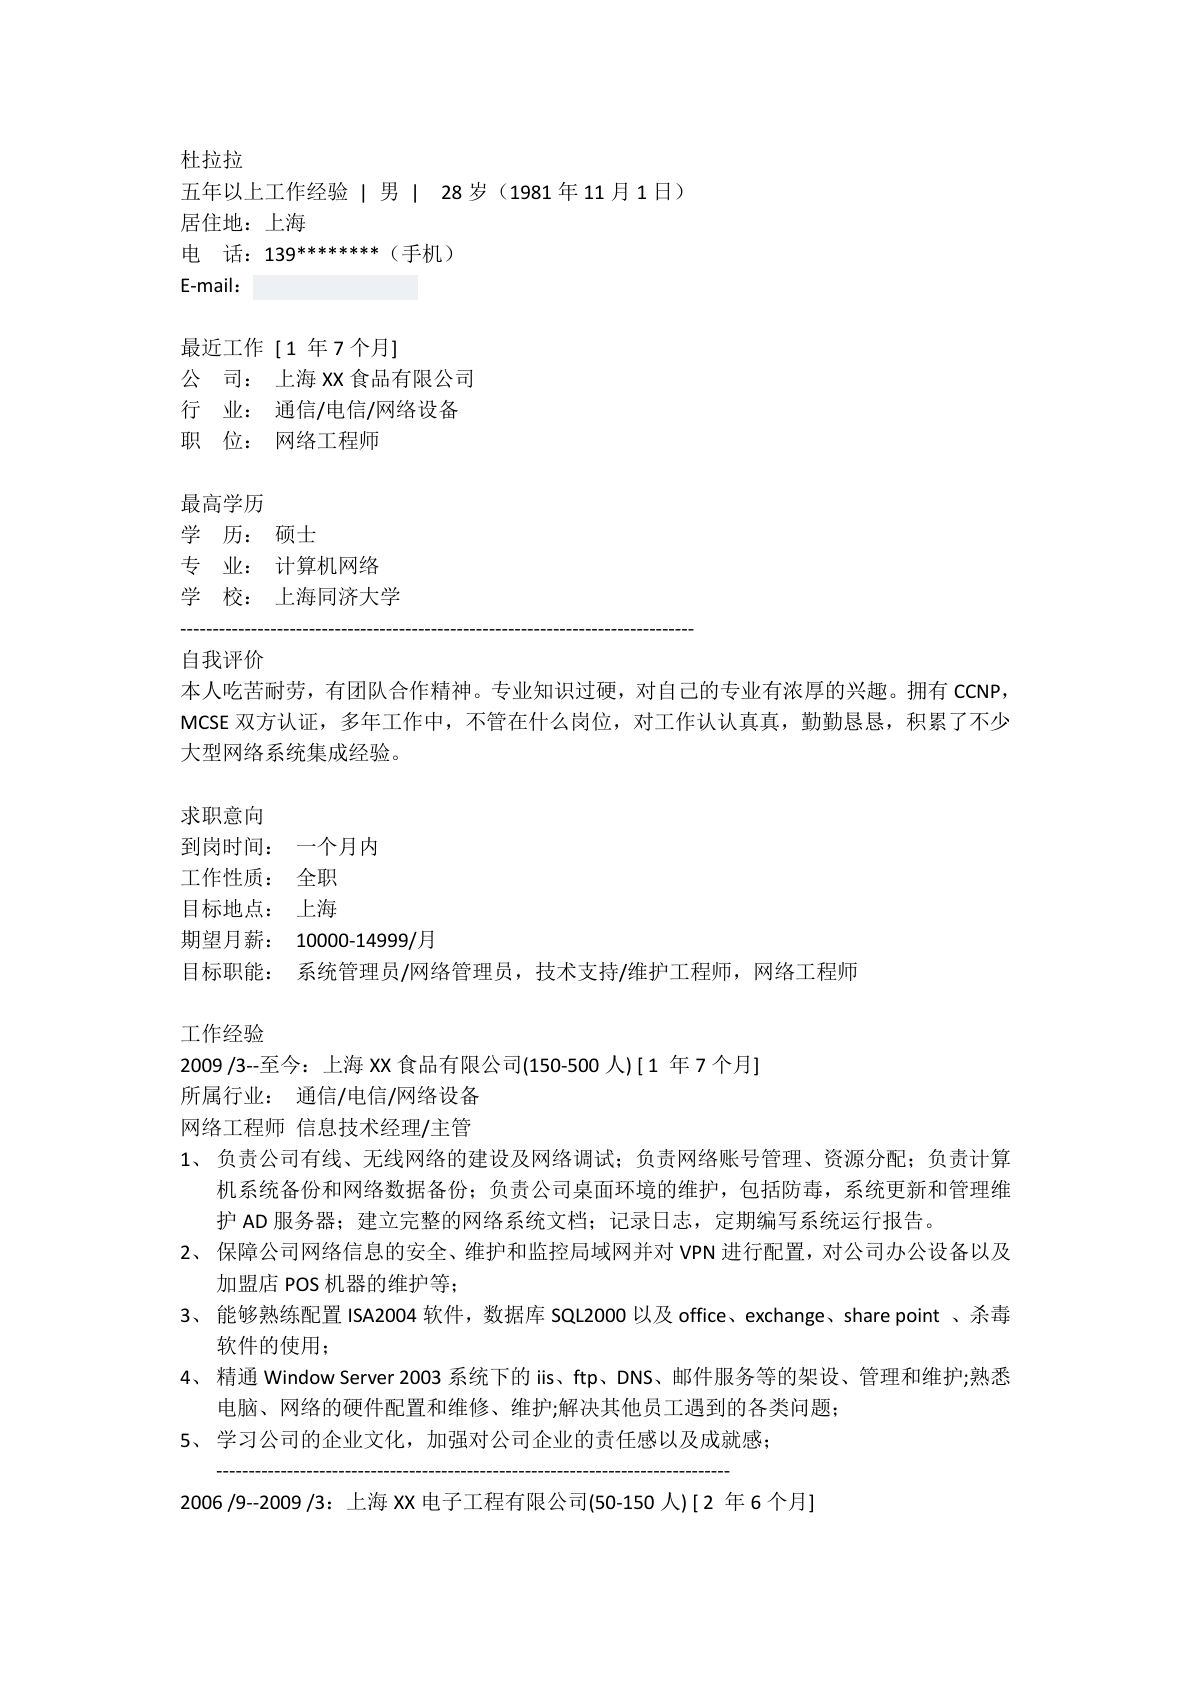 杜拉拉
五年以上工作经验 | 男 | 28 岁（1981 年 11 月 1 日）
居住地：上海
电 话：139********（手机）
E-mail：
最近工作 [ 1 年 7 个月]
公 司： 上海 XX 食品有限公司
行 业： 通信/电信/网络设备
职 位： 网络工程师
最高学历
学 历： 硕士
专 业： 计算机网络
学 校： 上海同济大学
--------------------------------------------------------------------------------
自我评价
本人吃苦耐劳，有团队合作精神。专业知识过硬，对自己的专业有浓厚的兴趣。拥有 CCNP，
MCSE 双方认证，多年工作中，不管在什么岗位，对工作认认真真，勤勤恳恳，积累了不少
大型网络系统集成经验。
求职意向
到岗时间： 一个月内
工作性质： 全职
目标地点： 上海
期望月薪： 10000-14999/月
目标职能： 系统管理员/网络管理员，技术支持/维护工程师，网络工程师
工作经验
2009 /3--至今：上海 XX 食品有限公司(150-500 人) [ 1 年 7 个月]
所属行业： 通信/电信/网络设备
网络工程师 信息技术经理/主管
1、 负责公司有线、无线网络的建设及网络调试；负责网络账号管理、资源分配；负责计算
机系统备份和网络数据备份；负责公司桌面环境的维护，包括防毒，系统更新和管理维
护 AD 服务器；建立完整的网络系统文档；记录日志，定期编写系统运行报告。
2、 保障公司网络信息的安全、维护和监控局域网并对 VPN 进行配置，对公司办公设备以及
加盟店 POS 机器的维护等；
3、 能够熟练配置 ISA2004 软件，数据库 SQL2000 以及 office、exchange、share point 、杀毒
软件的使用；
4、 精通 Window Server 2003 系统下的 iis、ftp、DNS、邮件服务等的架设、管理和维护;熟悉
电脑、网络的硬件配置和维修、维护;解决其他员工遇到的各类问题；
5、 学习公司的企业文化，加强对公司企业的责任感以及成就感；
--------------------------------------------------------------------------------
2006 /9--2009 /3：上海 XX 电子工程有限公司(50-150 人) [ 2 年 6 个月]